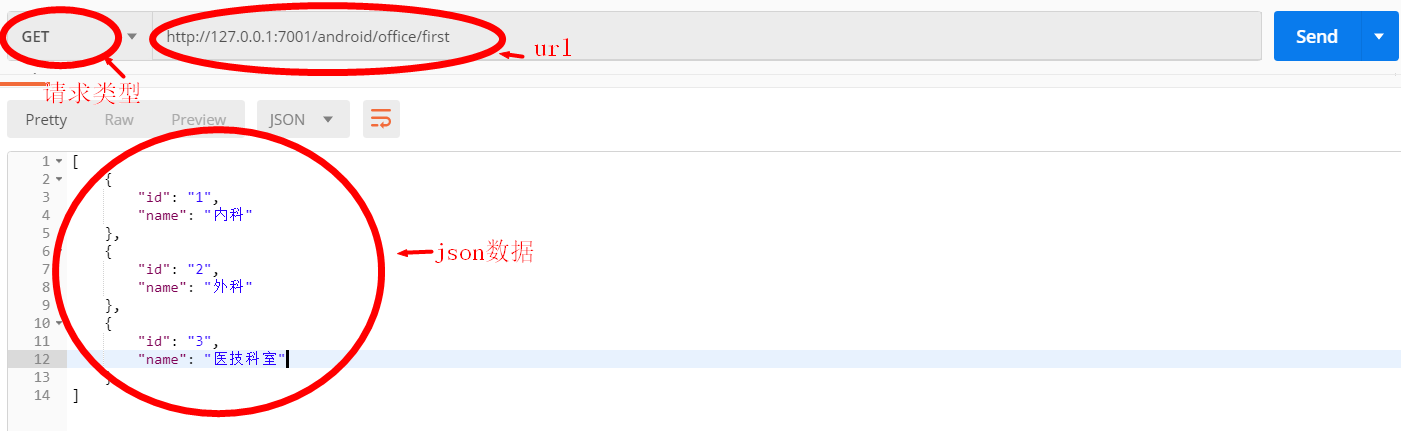 GET
http://127.0.0.1:7001/android/office/first
Send
url
请求类型
Pretty Raw Preview JSON
1 [
2 {
3 "id": "1",
4 "name": "内科"
5 },
6 {
7 "id": "2",
8 "name": "外科"
9 },
10 {
11 "id": "3",
12 "name": "医技科室"
13 }
14 ]
json数据